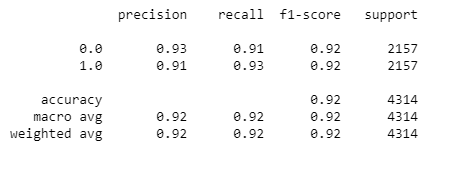 precision recall f1-score support
0.0 0.93 0.91 0.92 2157
1.0 0.91 0.93 0.92 2157
accuracy 0.92 4314
macro avg 0.92 0.92 0.92 4314
weighted avg 0.92 0.92 0.92 4314